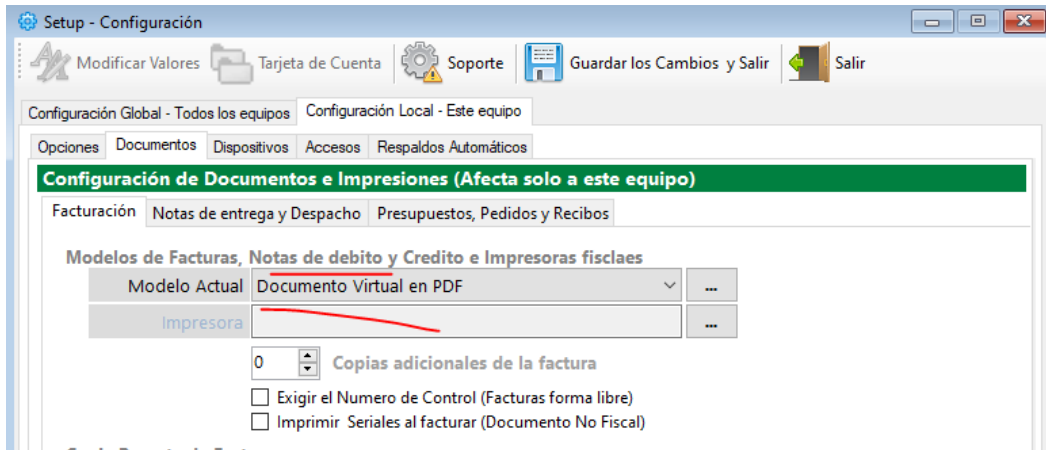 Setup - Configuración
Modificar Valores Tarjeta de Cuenta Soporte Guardar los Cambios y Salir Salir
Configuración Global - Todos los equipos Configuración Local - Este equipo
Opciones Documentos Dispositivos Accesos Respaldos Automáticos
Configuración de Documentos e Impresiones (Afecta solo a este equipo)
Facturación Notas de entrega y Despacho Presupuestos, Pedidos y Recibos
Modelos de Facturas, Notas de debito y Credito e Impresoras fisclaes
Modelo Actual Documento Virtual en PDF ...
Impresora ...
0 Copias adicionales de la factura
Exigir el Numero de Control (Facturas forma libre)
Imprimir Seriales al facturar (Documento No Fiscal)